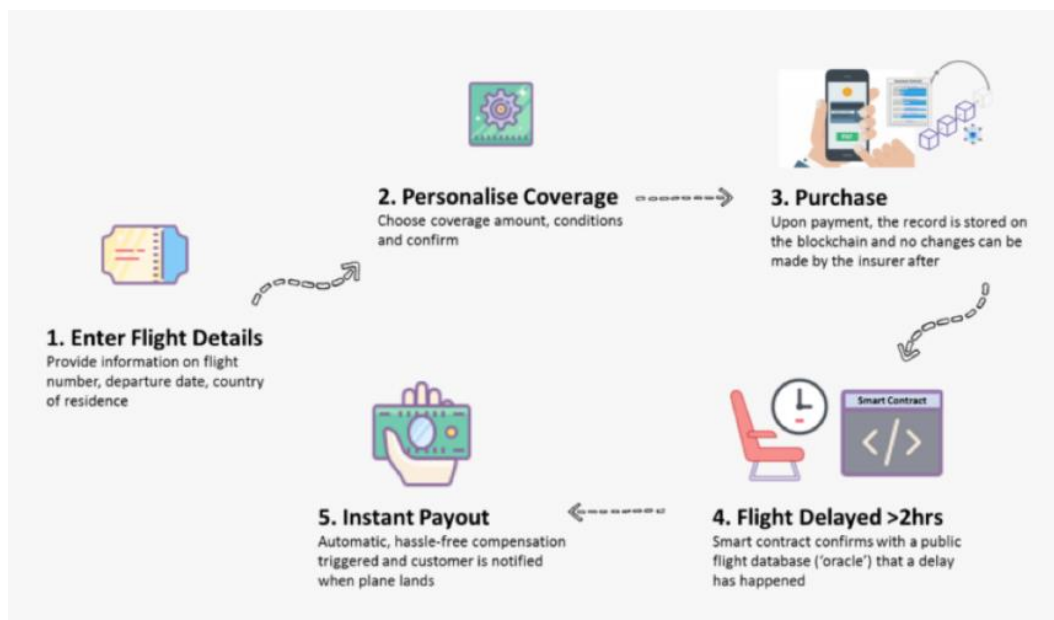 1. Enter Flight Details
Provide information on flight
number, departure date, country
of residence
2. Personalise Coverage
Choose coverage amount, conditions
and confirm
PAY
3. Purchase
Upon payment, the record is stored on
the blockchain and no changes can be
made by the insurer after
Smart Contract
</>
4. Flight Delayed >2hrs
Smart contract confirms with a public
flight database (‘oracle’) that a delay
has happened
5. Instant Payout
Automatic, hassle-free compensation
triggered and customer is notified
when plane lands